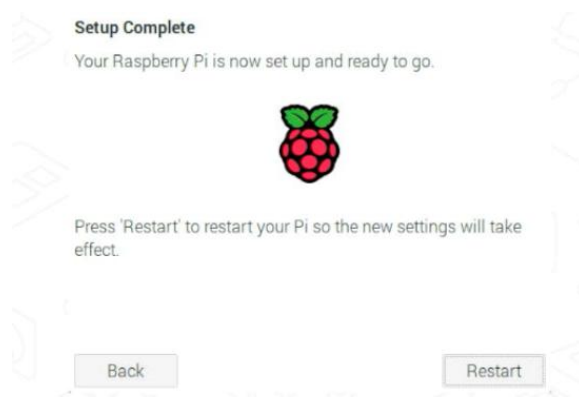 Setup Complete
Your Raspberry Pi is now set up and ready to go.
Press 'Restart' to restart your Pi so the new settings will take
effect.
Back
Restart